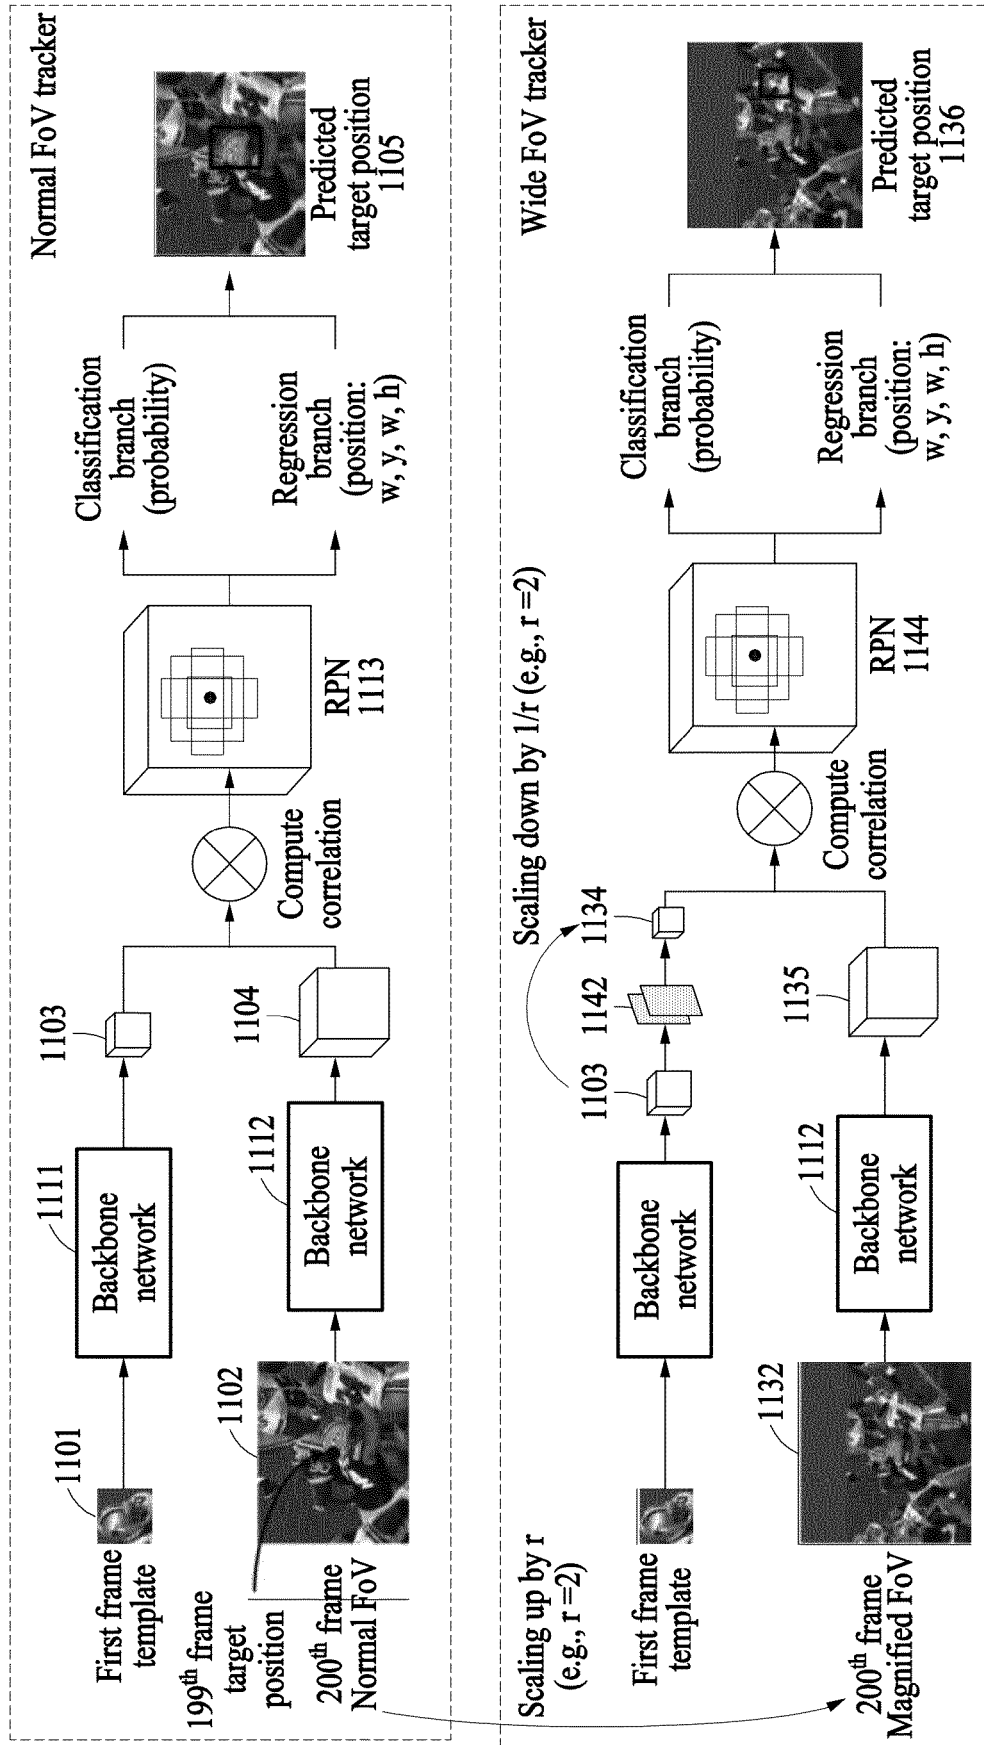 Normal FoV tracker
First frame
template
1101
Backbone
network
1111
1103
199th frame
target
position
200th frame
Normal FoV
1102
Backbone
network
1112
1104
Compute
correlation
RPN
1113
Classification
branch
(probability)
Regression
branch
(position:
w, y, w, h)
Predicted
target position
1105
Wide FoV tracker
Scaling up by r
(e.g., r=2)
First frame
template
Backbone
network
1103
1142
1134
Scaling down by 1/r (e.g., r =2)
200th frame
Magnified FoV
1132
Backbone
network
1112
1135
Compute
correlation
RPN
1144
Classification
branch
(probability)
Regression
branch
(position:
w, y, w, h)
Predicted
target position
1136